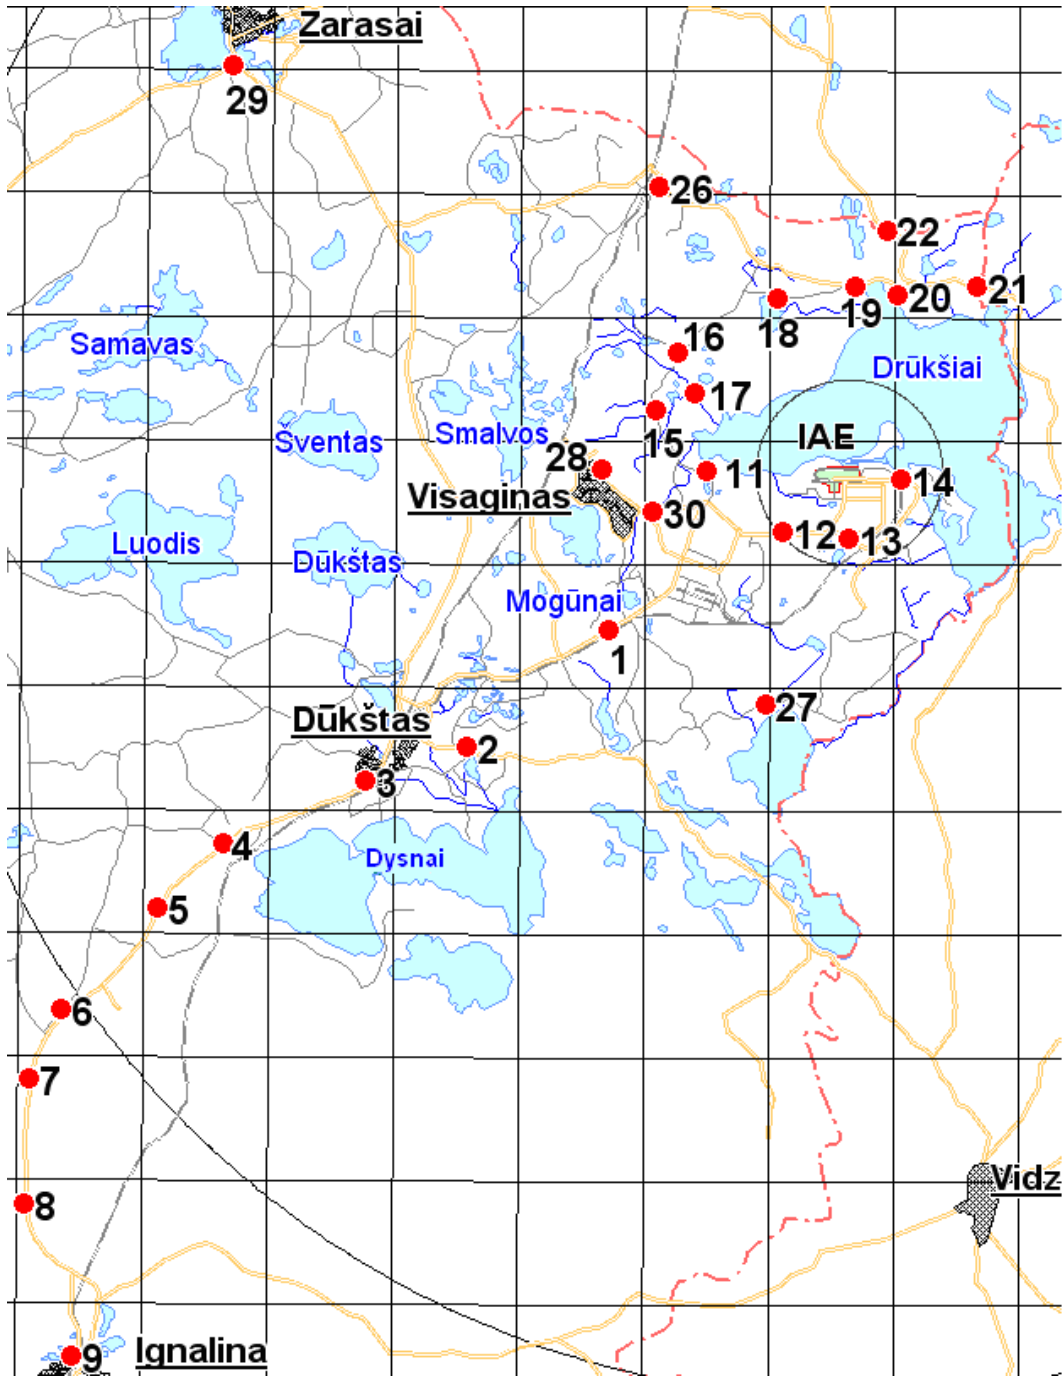 Zarasai
29
26
22
21
20
19
18
16
Samavas
Drūkšiai
17
15
IAE
Smalvos
Šventas
28
11
14
Visaginas
30
12
13
Luodis
Dūkštas
Mogūnai
1
27
Dūkštas
2
3
4
Dysnai
5
6
7
Vidz
8
Ignalina
9